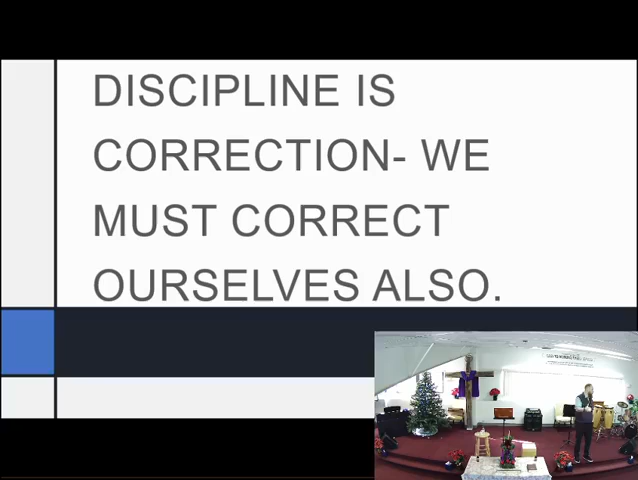 DISCIPLINE IS
CORRECTION- WE
MUST CORRECT
OURSELVES ALSO.